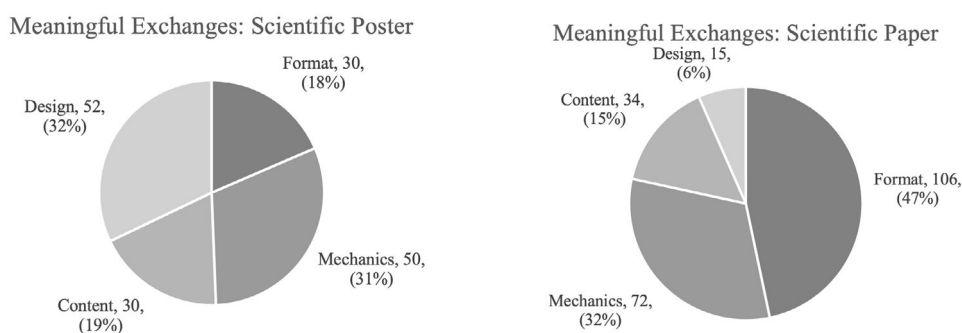 Meaningful Exchanges: Scientific Poster
Format, 30,
(18%)
Design, 52,
(32%)
Mechanics, 50,
(31%)
Content, 30,
(19%)
Meaningful Exchanges: Scientific Paper
Design, 15,
(6%)
Content, 34,
(15%)
Format, 106,
(47%)
Mechanics, 72,
(32%)